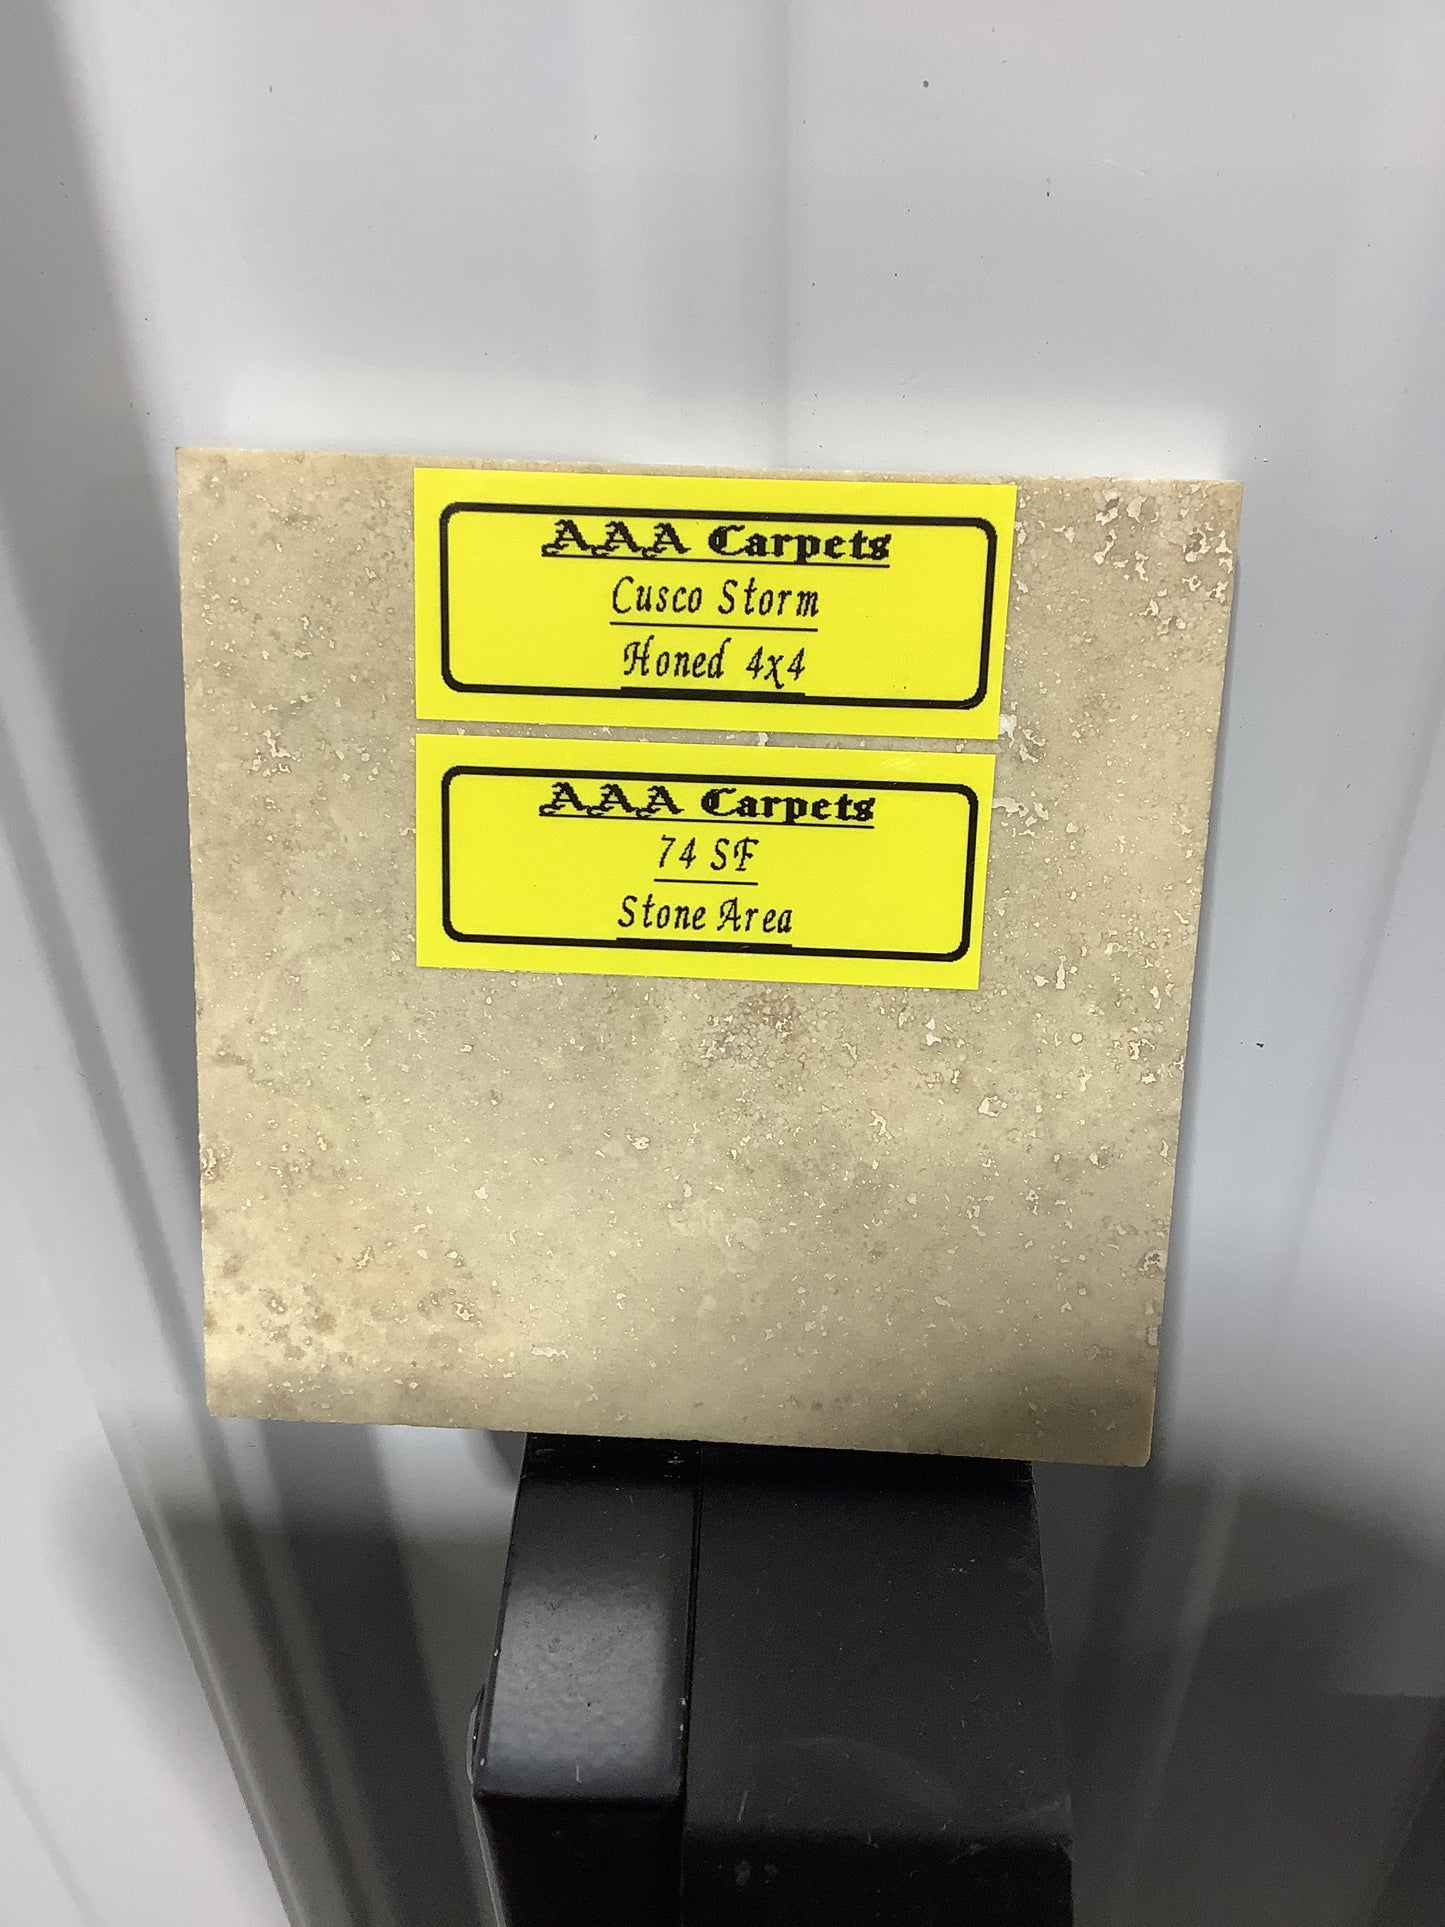 AAA Carpets
Cusco Storm
Honed 4x4
AAA Carpets
74 SF
Stone Area